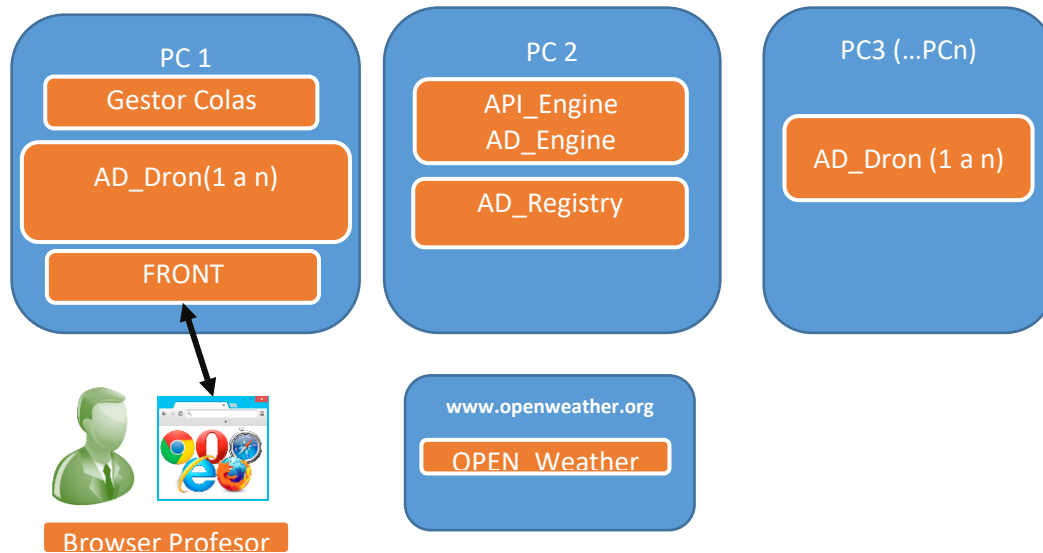 PC 1
Gestor Colas
AD_Dron(1 a n)
FRONT
PC 2
API_Engine
AD_Engine
AD_Registry
PC3 (...PCn)
AD_Dron (1 a n)
www.openweather.org
OPEN_Weather
Browser Profesor